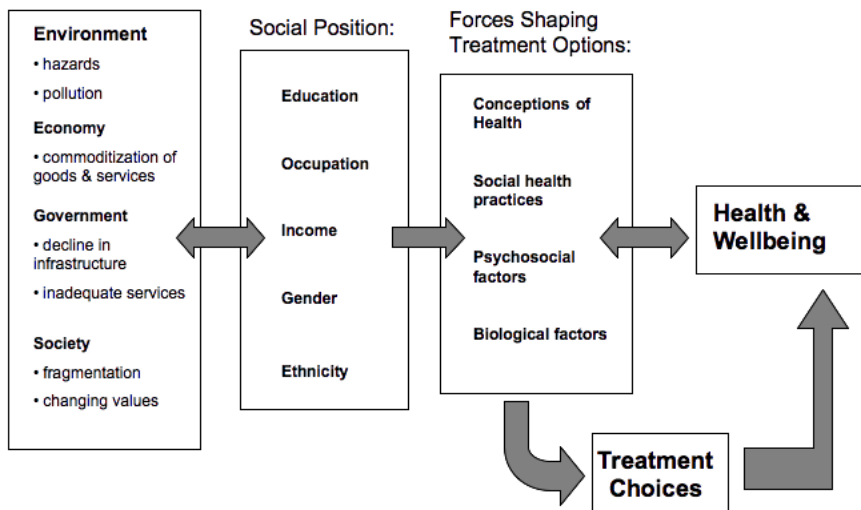 Environment
• hazards
• pollution
Economy
• commoditization of
goods & services
Government
• decline in
infrastructure
• inadequate services
Society
• fragmentation
• changing values
Social Position:
Education
Occupation
Income
Gender
Ethnicity
Forces Shaping
Treatment Options:
Conceptions of
Health
Social health
practices
Psychosocial
factors
Biological factors
Health &
Wellbeing
Treatment
Choices